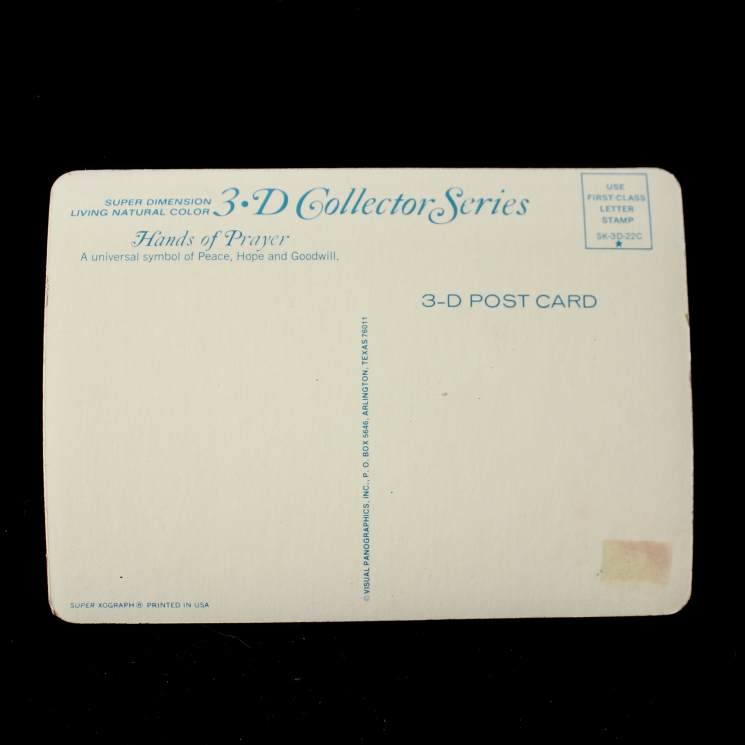 SUPER DIMENSION
LIVING NATURAL COLOR
3·D Collector Series
Hands of Prayer
A universal symbol of Peace, Hope and Goodwill.
USE
FIRST-CLASS
LETTER
STAMP
SK-3D-22C
★
3-D POST CARD
©VISUAL PANOGRAPHICS, INC., P. O. BOX 5646, ARLINGTON, TEXAS 76011
SUPER XOGRAPH® PRINTED IN USA